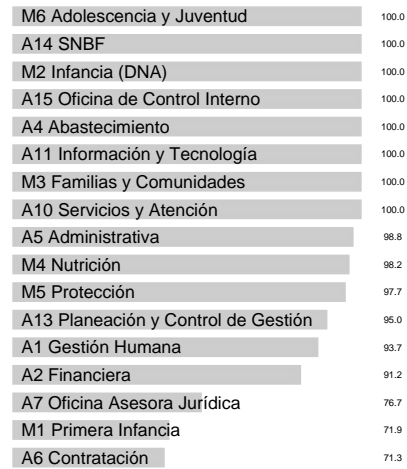 M6 Adolescencia y Juventud 100.0
A14 SNBF 100.0
M2 Infancia (DNA) 100.0
A15 Oficina de Control Interno 100.0
A4 Abastecimiento 100.0
A11 Información y Tecnología 100.0
M3 Familias y Comunidades 100.0
A10 Servicios y Atención 100.0
A5 Administrativa 98.8
M4 Nutrición 98.2
M5 Protección 97.7
A13 Planeación y Control de Gestión 95.0
A1 Gestión Humana 93.7
A2 Financiera 91.2
A7 Oficina Asesora Jurídica 76.7
M1 Primera Infancia 71.9
A6 Contratación 71.3